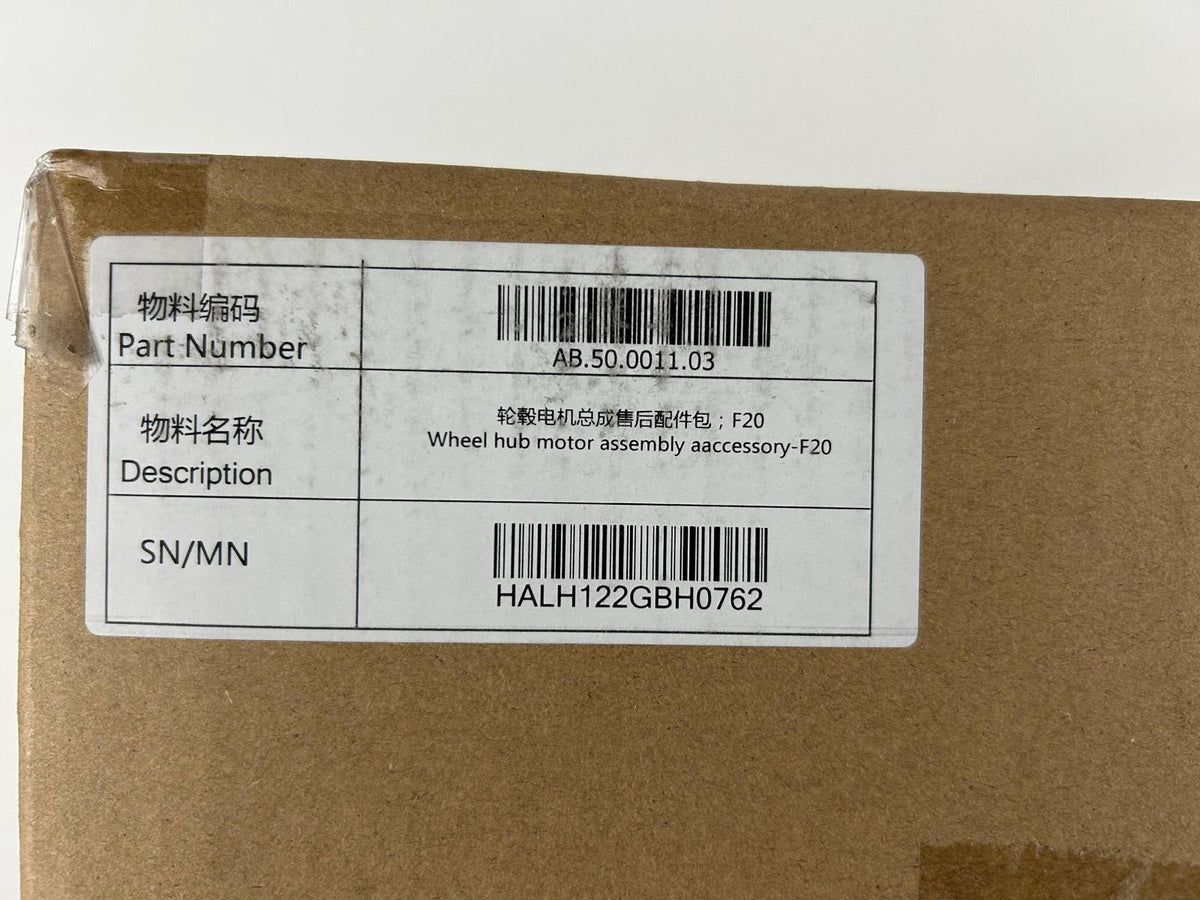 物料编码
Part Number
AB.50.0011.03
物料名称
Description
轮毂电机总成售后配件包；F20
Wheel hub motor assembly aaccessory-F20
SN/MN
HALH122GBH0762